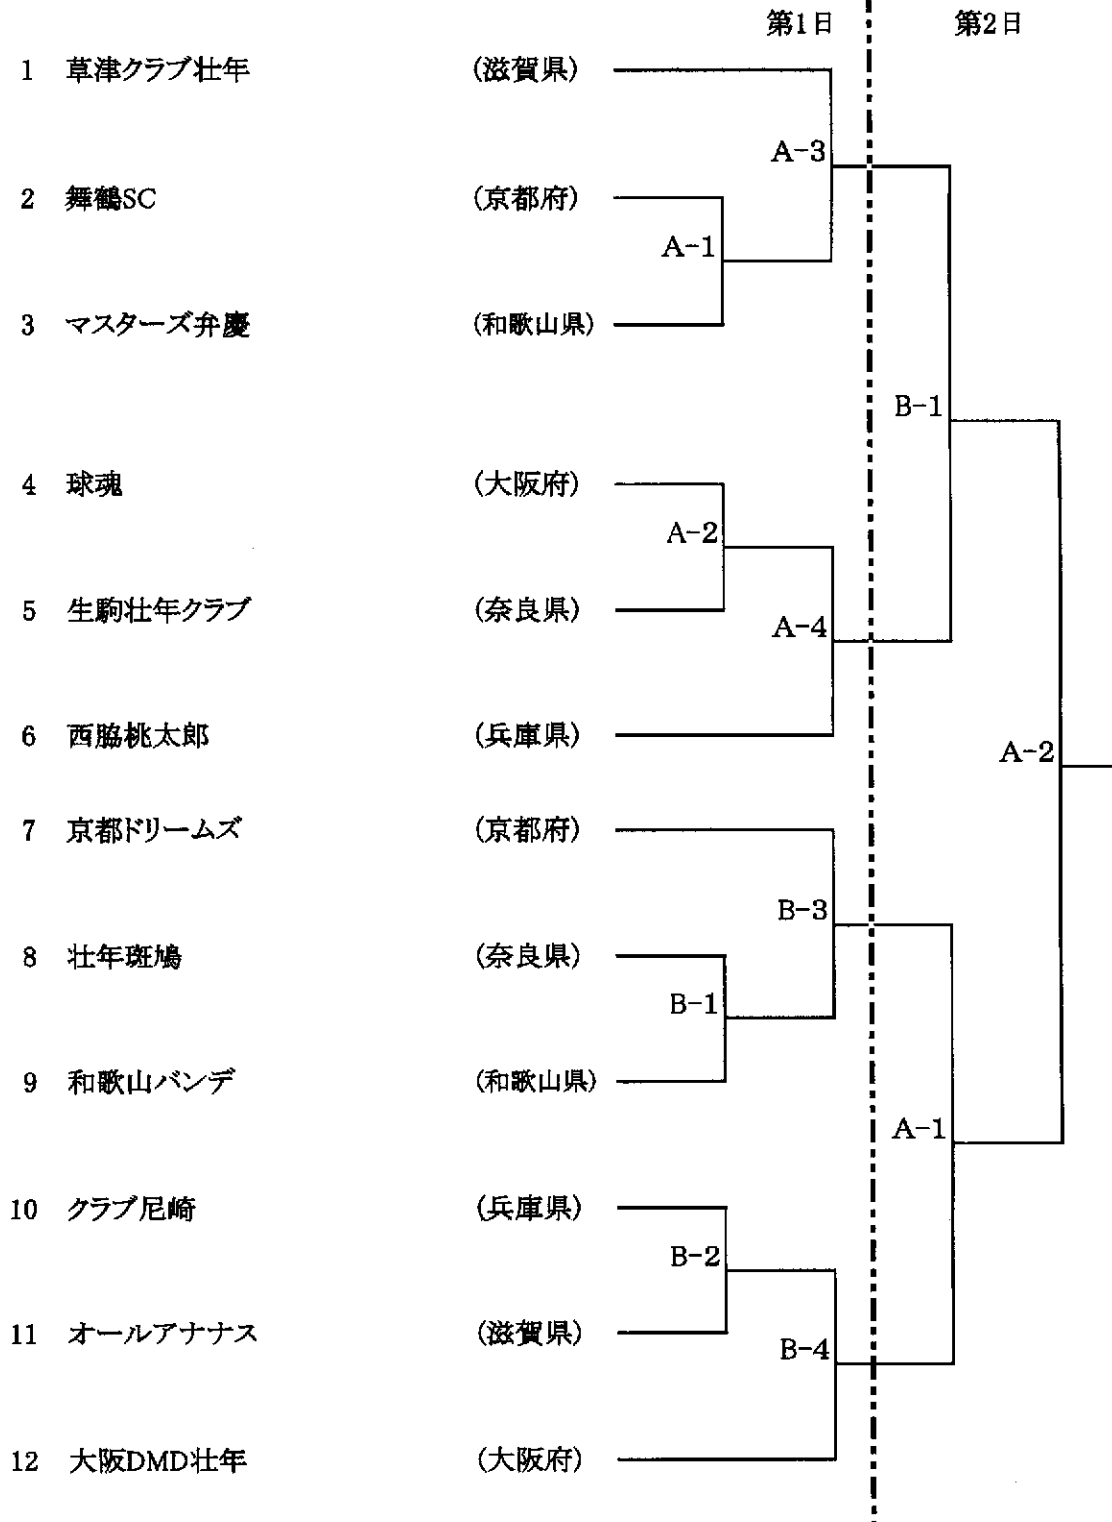 第1日 第2日
1 草津クラブ壮年 (滋賀県)
A-3
2 舞鶴SC (京都府)
A-1
3 マスターズ弁慶 (和歌山県)
B-1
4 球魂 (大阪府)
A-2
5 生駒壮年クラブ (奈良県)
A-4
6 西脇桃太郎 (兵庫県)
A-2
7 京都ドリームズ (京都府)
B-3
8 壮年斑鳩 (奈良県)
B-1
9 和歌山バンデ (和歌山県)
A-1
10 クラブ尼崎 (兵庫県)
B-2
11 オールアナナス (滋賀県)
B-4
12 大阪DMD壮年 (大阪府)